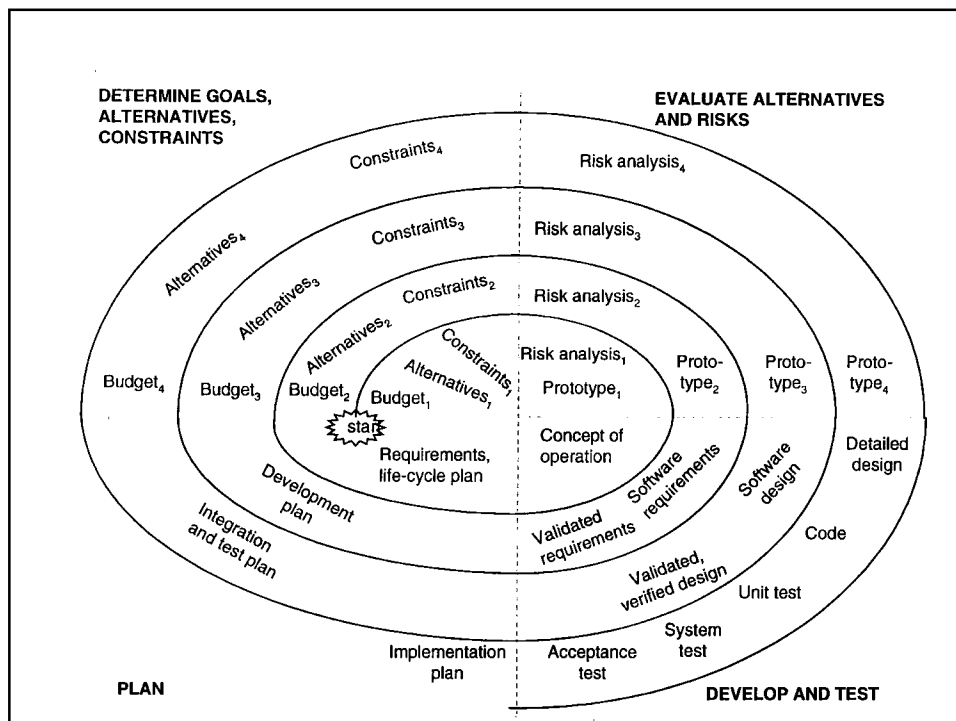 DETERMINE GOALS,
ALTERNATIVES,
CONSTRAINTS
EVALUATE ALTERNATIVES
AND RISKS
Constraints₄
Risk analysis₄
Alternatives₄
Constraints₃
Risk analysis₃
Alternatives₃
Constraints₂
Risk analysis₂
Alternatives₂
Constraints₁
Risk analysis₁
Alternatives₁
Budget₄
Budget₃
Budget₂
Budget₁
Prototype₁
Proto-
type₂
Proto-
type₃
Proto-
type₄
start
Requirements,
life-cycle plan
Concept of
operation
Software
requirements
Software
design
Detailed
design
Development
plan
Validated
requirements
Integration
and test plan
Code
Validated,
verified design
Unit test
System
test
Implementation
plan
Acceptance
test
PLAN
DEVELOP AND TEST